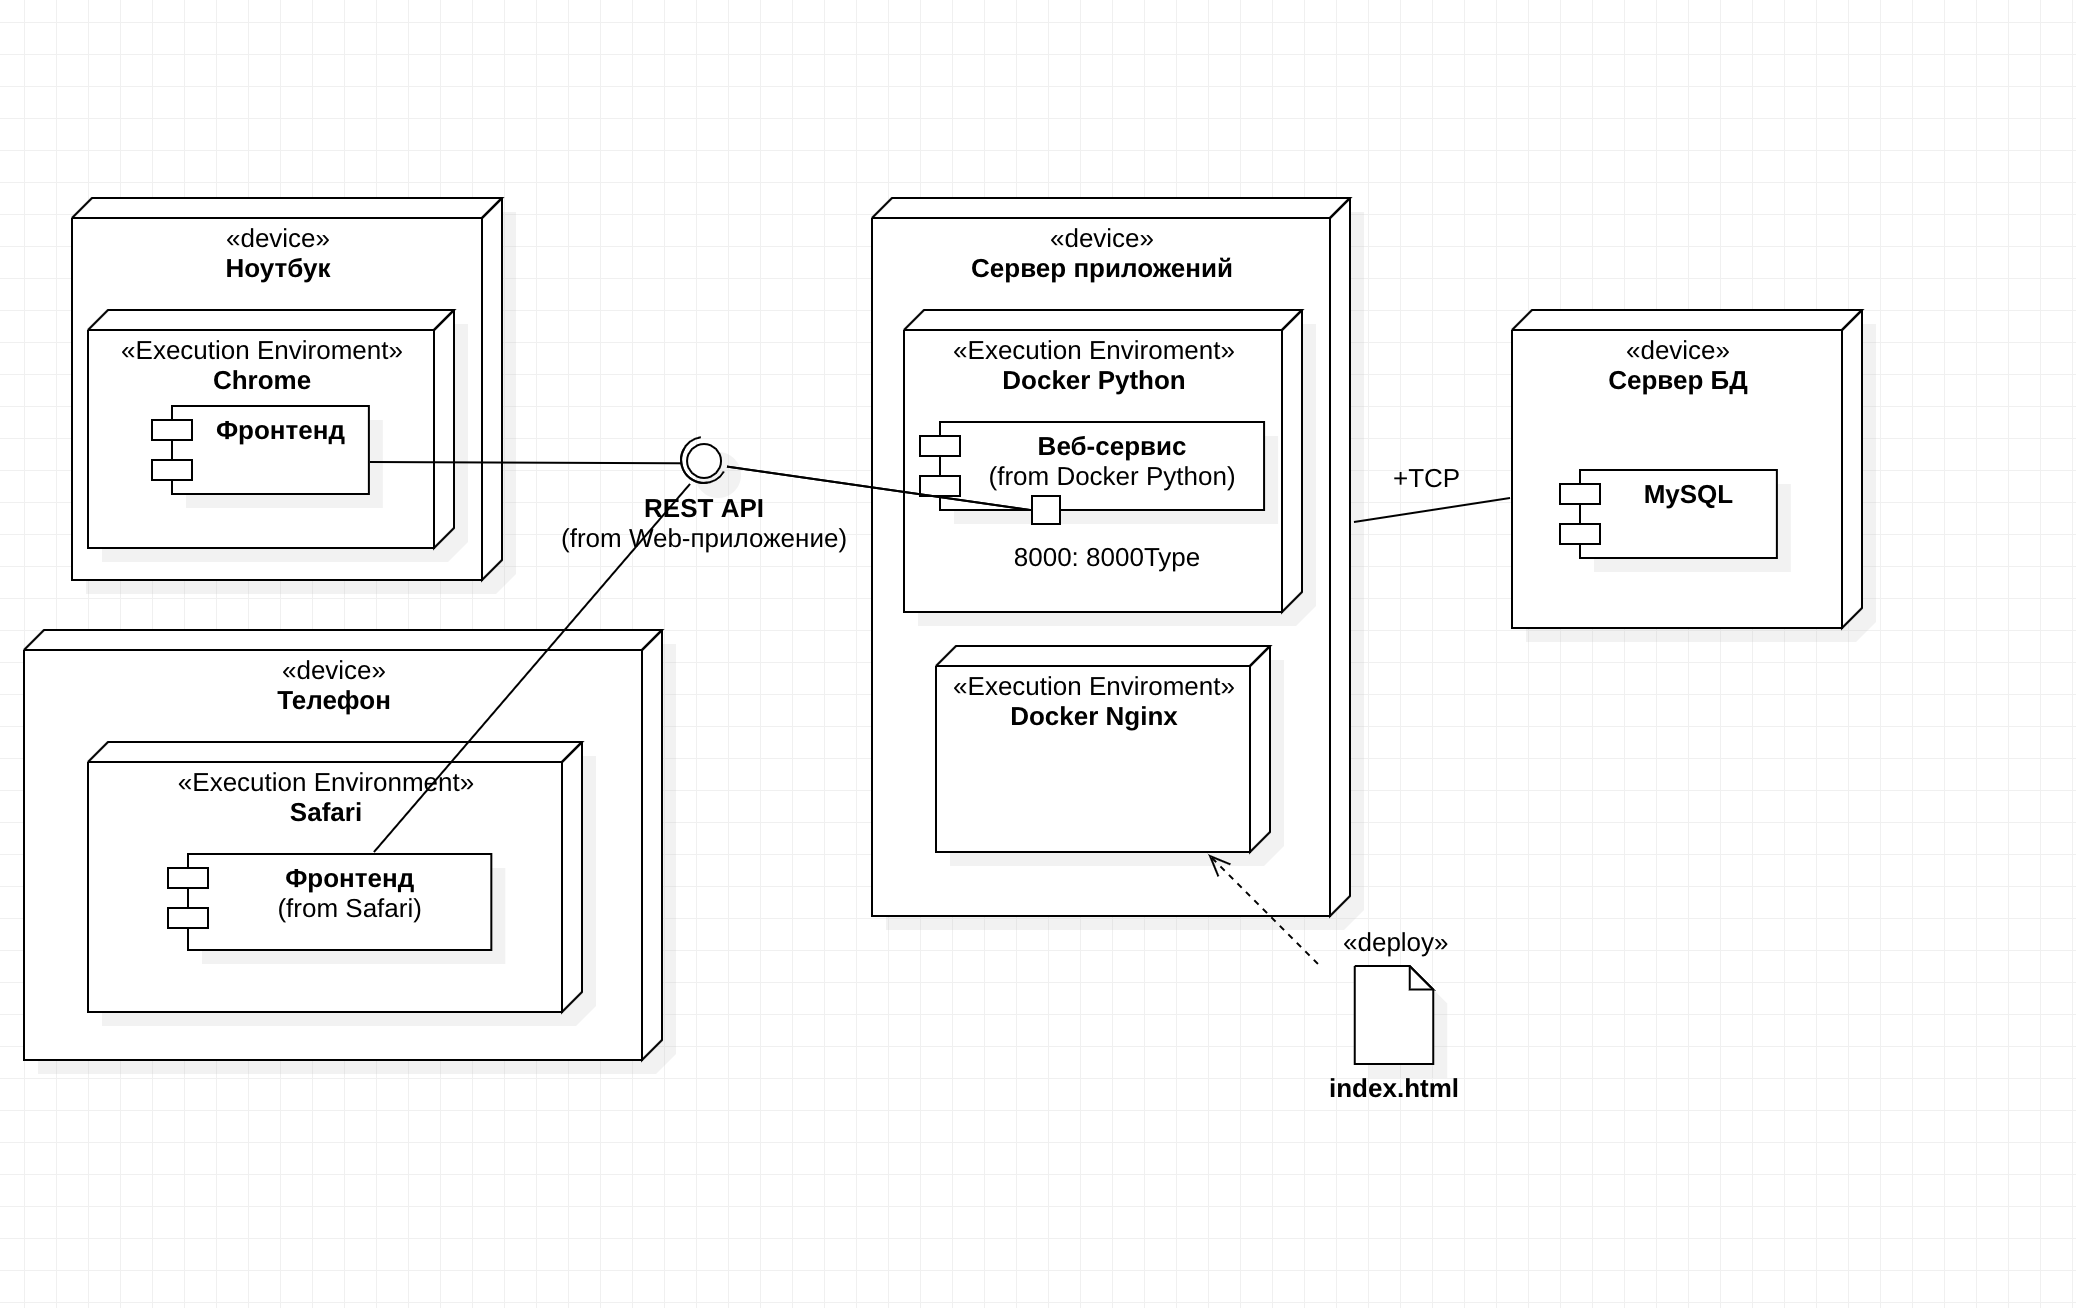 «device»
Ноутбук
«Execution Enviroment»
Chrome
Фронтенд
REST API
(from Web-приложение)
«device»
Телефон
«Execution Environment»
Safari
Фронтенд
(from Safari)
«device»
Сервер приложений
«Execution Enviroment»
Docker Python
Веб-сервис
(from Docker Python)
8000: 8000Type
«Execution Enviroment»
Docker Nginx
+TCP
«device»
Сервер БД
MySQL
«deploy»
index.html